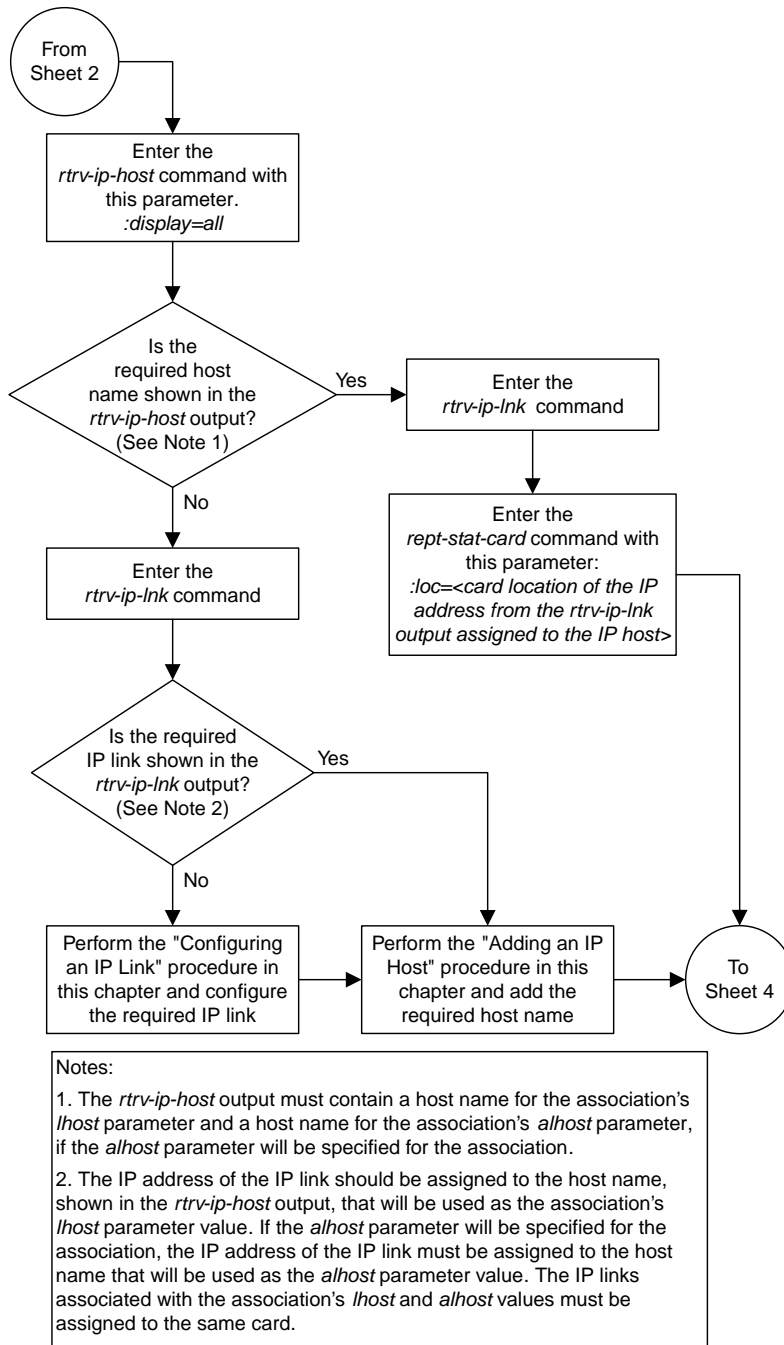 From
Sheet 2
Enter the
rtrv-ip-host command with
this parameter.
:display=all
Is the
required host
name shown in the
rtrv-ip-host output?
(See Note 1)
Yes
Enter the
rtrv-ip-lnk command
No
Enter the
rept-stat-card command with
this parameter:
:loc=<card location of the IP
address from the rtrv-ip-lnk
output assigned to the IP host>
Enter the
rtrv-ip-lnk command
Is the required
IP link shown in the
rtrv-ip-lnk output?
(See Note 2)
Yes
No
Perform the "Configuring
an IP Link" procedure in
this chapter and configure
the required IP link
Perform the "Adding an IP
Host" procedure in this
chapter and add the
required host name
To
Sheet 4
Notes:
1. The rtrv-ip-host output must contain a host name for the association's
lhost parameter and a host name for the association's alhost parameter,
if the alhost parameter will be specified for the association.
2. The IP address of the IP link should be assigned to the host name,
shown in the rtrv-ip-host output, that will be used as the association's
lhost parameter value. If the alhost parameter will be specified for the
association, the IP address of the IP link must be assigned to the host
name that will be used as the alhost parameter value. The IP links
associated with the association's lhost and alhost values must be
assigned to the same card.